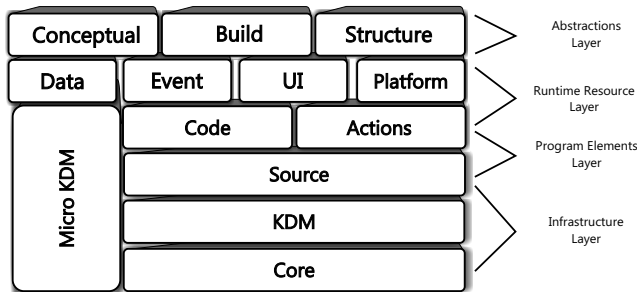 Conceptual Build Structure
Abstractions
Layer
Data Event UI Platform
Runtime Resource
Layer
Code Actions
Program Elements
Layer
Micro KDM
Source
KDM
Infrastructure
Layer
Core